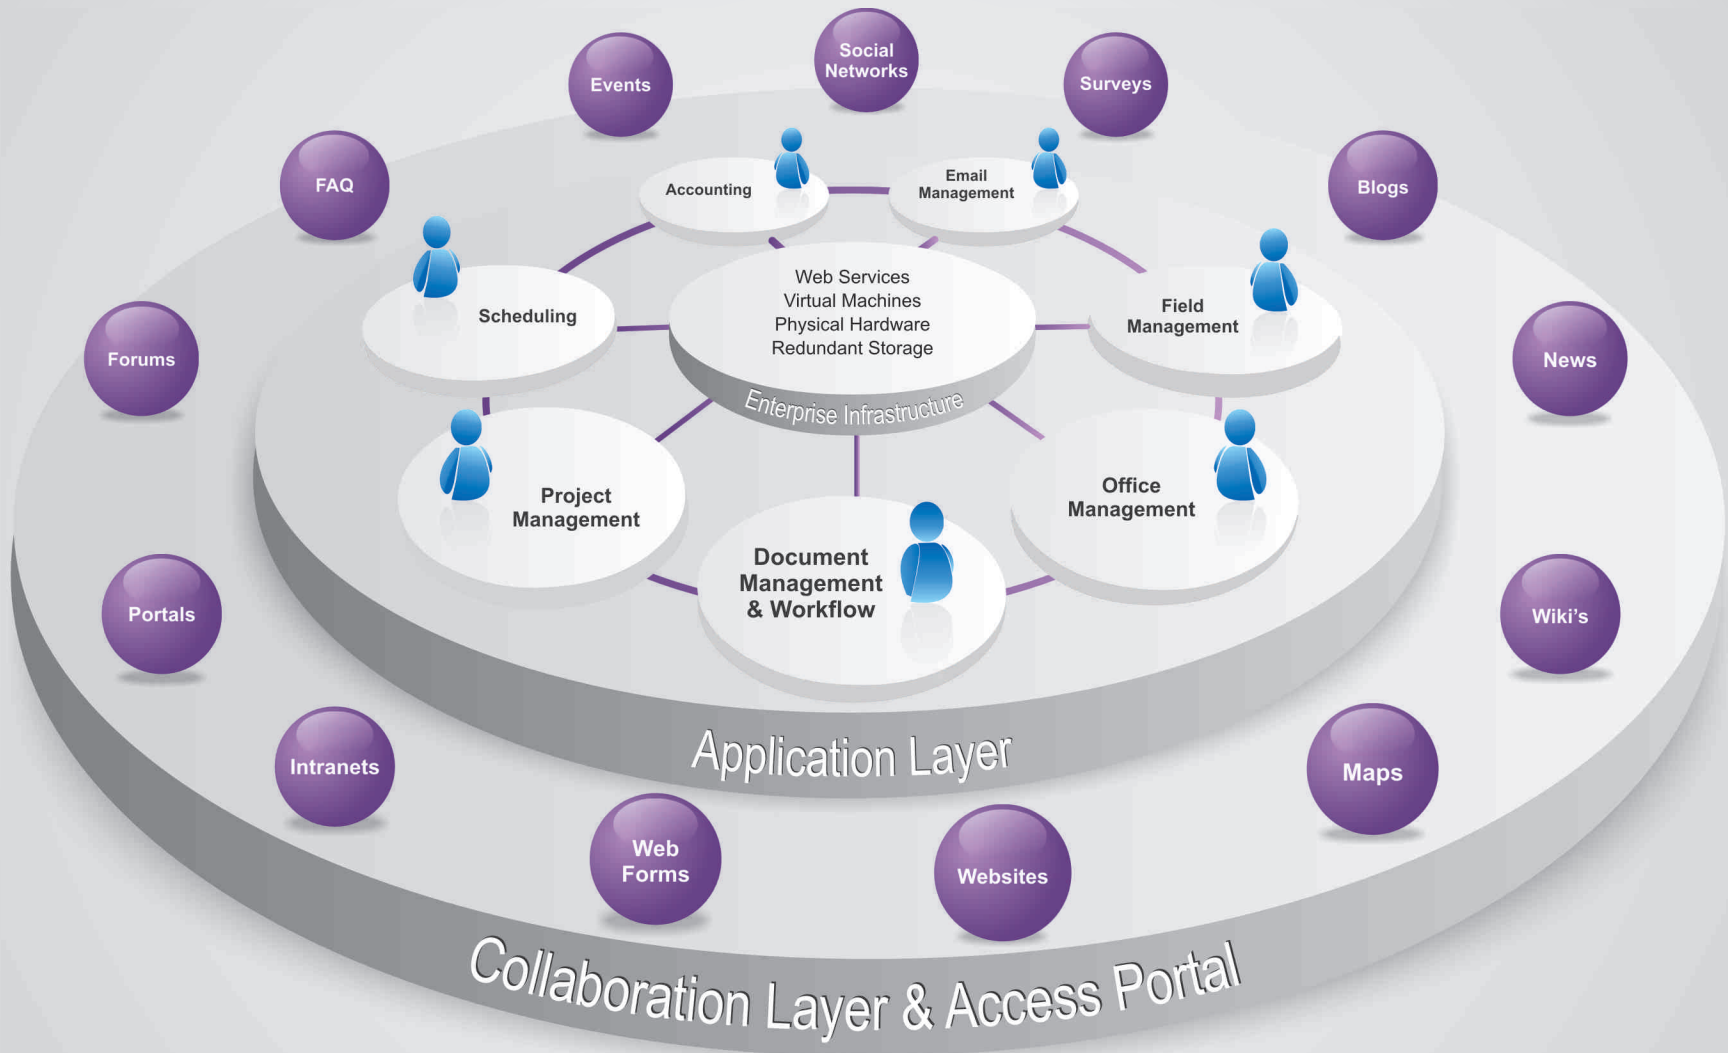 Social
Networks
Events
Surveys
FAQ
Blogs
Accounting
Email
Management
Web Services
Virtual Machines
Physical Hardware
Redundant Storage
Enterprise Infrastructure
Scheduling
Field
Management
Forums
News
Project
Management
Office
Management
Document
Management
& Workflow
Portals
Wiki's
Application Layer
Intranets
Maps
Web
Forms
Websites
Collaboration Layer & Access Portal